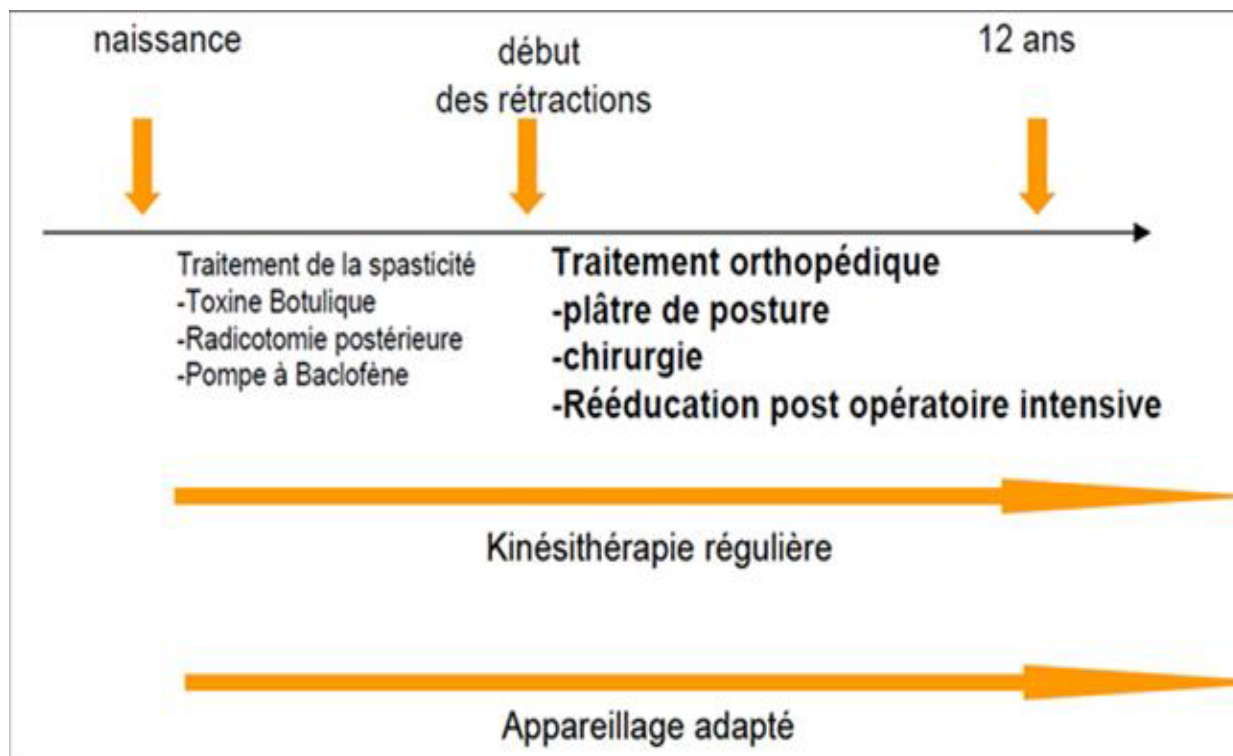 naissance
début
des rétractions
12 ans
Traitement de la spasticité
-Toxine Botulique
-Radicotomie postérieure
-Pompe à Baclofène
Traitement orthopédique
-plâtre de posture
-chirurgie
-Rééducation post opératoire intensive
Kinésithérapie régulière
Appareillage adapté